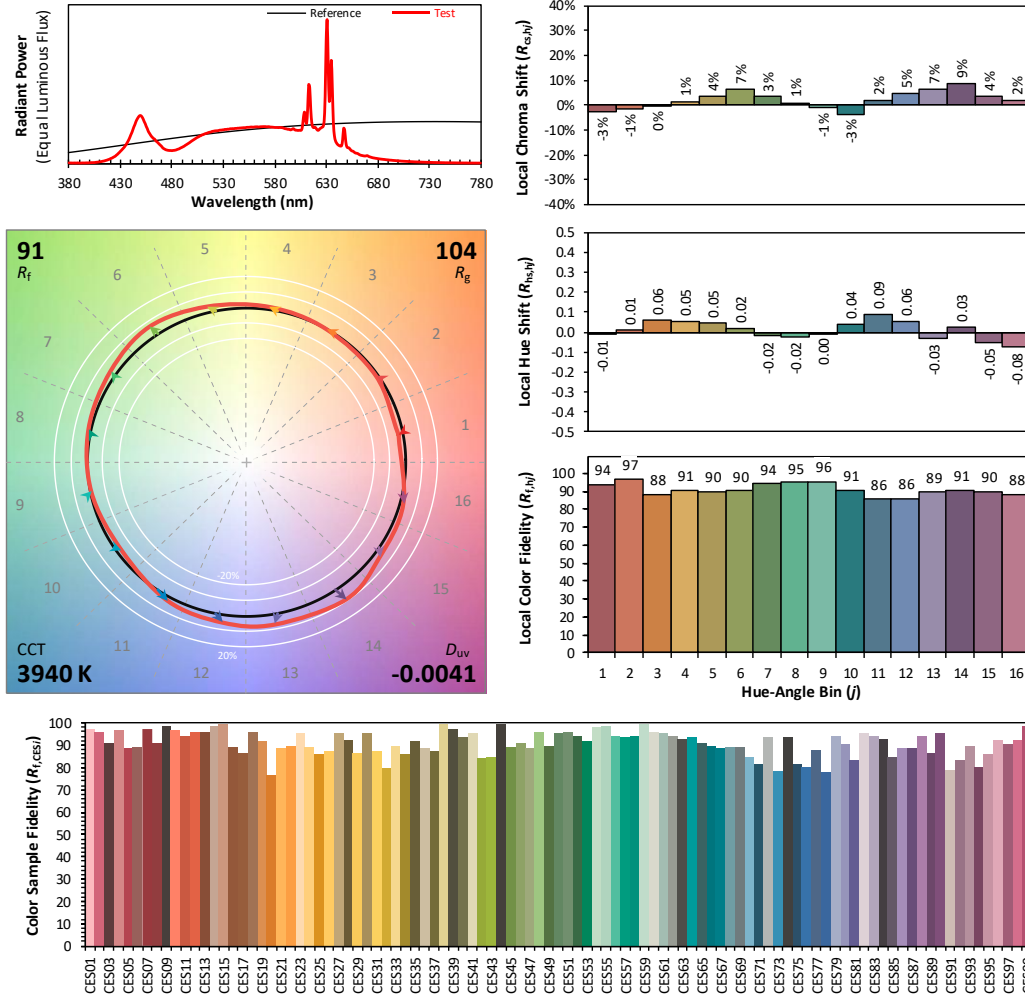 Radiant Power
(Equal Luminous Flux)
Reference
Test
380 430 480 530 580 630 680 730 780
Wavelength (nm)
Local Chroma Shift (Rcs,hj)
40%
30%
20%
10%
0%
-10%
-20%
-30%
-40%
-3% -1% 0% 1% 4% 7% 3% 1% -1% -3% 2% 5% 7% 9% 4% 2%
91
Rf
104
Rg
5 4
6 3
7 2
8 1
9 16
10 15
11 14
12 13
-20%
20%
CCT
3940 K
Duv
-0.0041
Local Hue Shift (Rhs,hj)
0.5
0.4
0.3
0.2
0.1
0.0
-0.1
-0.2
-0.3
-0.4
-0.5
-0.01 0.01 0.06 0.05 0.05 0.02 -0.02 -0.02 0.00 0.04 0.09 0.06 -0.03 0.03 -0.05 -0.08
Local Color Fidelity (Rf,hj)
100
90
80
70
60
50
40
30
20
10
0
94 97 88 91 90 90 94 95 96 91 86 86 89 91 90 88
1 2 3 4 5 6 7 8 9 10 11 12 13 14 15 16
Hue-Angle Bin (j)
Color Sample Fidelity (Rf,CESi)
100
90
80
70
60
50
40
30
20
10
0
CES01 CES03 CES05 CES07 CES09 CES11 CES13 CES15 CES17 CES19 CES21 CES23 CES25 CES27 CES29 CES31 CES33 CES35 CES37 CES39 CES41 CES43 CES45 CES47 CES49 CES51 CES53 CES55 CES57 CES59 CES61 CES63 CES65 CES67 CES69 CES71 CES73 CES75 CES77 CES79 CES81 CES83 CES85 CES87 CES89 CES91 CES93 CES95 CES97